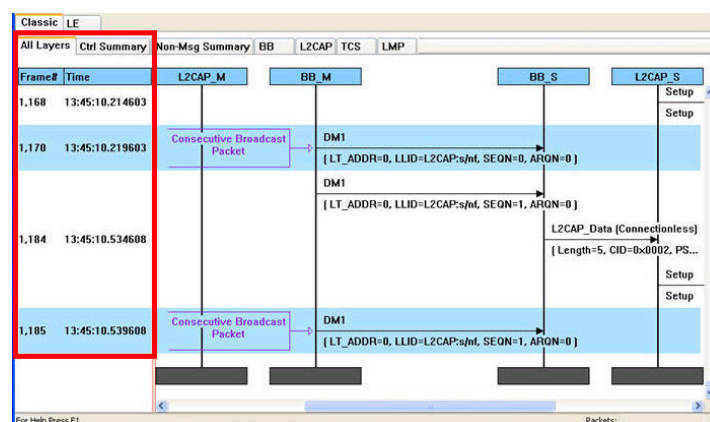 Classic LE
All Layers Ctrl Summary Non-Msg Summary BB L2CAP TCS LMP
Frame# Time L2CAP_M BB_M BB_S L2CAP_S
Setup
1,168 13:45:10.214603
Setup
Consecutive Broadcast Packet
DM1
1,170 13:45:10.219603
[ LT_ADDR=0, LLID=L2CAP:s/nf, SEQN=0, ARQN=0 ]
DM1
[ LT_ADDR=0, LLID=L2CAP:s/nf, SEQN=1, ARQN=0 ]
L2CAP_Data (Connectionless)
1,184 13:45:10.534608
[ Length=5, CID=0x0002, PS...
Setup
Setup
Consecutive Broadcast Packet
DM1
1,185 13:45:10.539608
[ LT_ADDR=0, LLID=L2CAP:s/nf, SEQN=1, ARQN=0 ]
For Help Press F1 Packets: